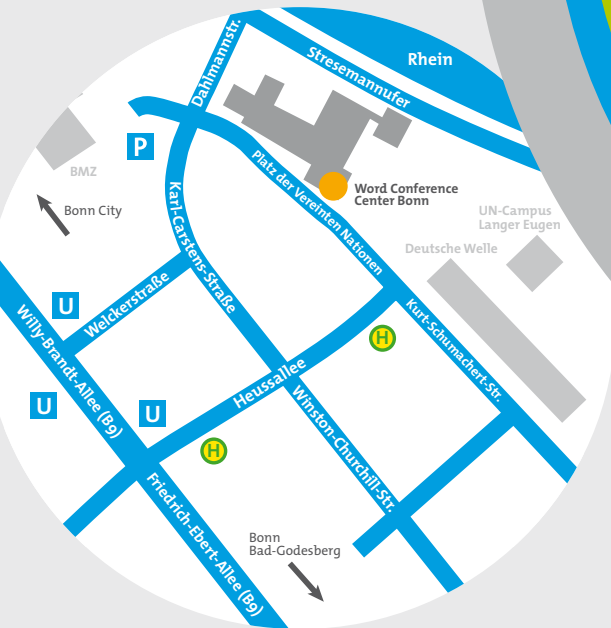 Rhein
Stresemannufer
Dahlmannstr.
P
BMZ
Platz der Vereinten Nationen
Word Conference
Center Bonn
Bonn City
Karl-Carstens-Straße
UN-Campus
Langer Eugen
Deutsche Welle
U
Welckerstraße
Kurt-Schumachert-Str.
H
Willy-Brandt-Allee (B9)
U
U
Heussallee
H
Winston-Churchill-Str.
Friedrich-Ebert-Allee (B9)
Bonn
Bad-Godesberg